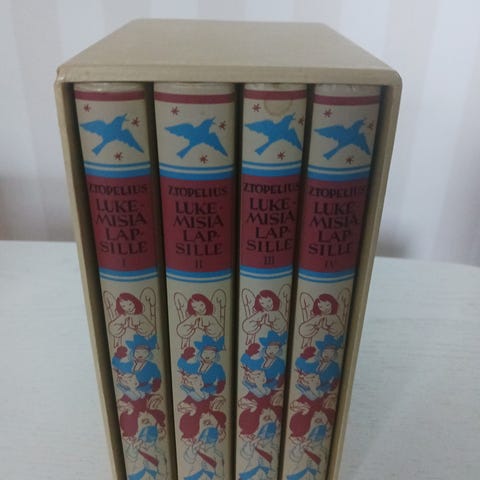 Z.TOPELIUS
LUKE-
MISIA
LAP-
SILLE
I
Z.TOPELIUS
LUKE-
MISIA
LAP-
SILLE
II
Z.TOPELIUS
LUKE-
MISIA
LAP-
SILLE
III
Z.TOPELIUS
LUKE-
MISIA
LAP-
SILLE
IV